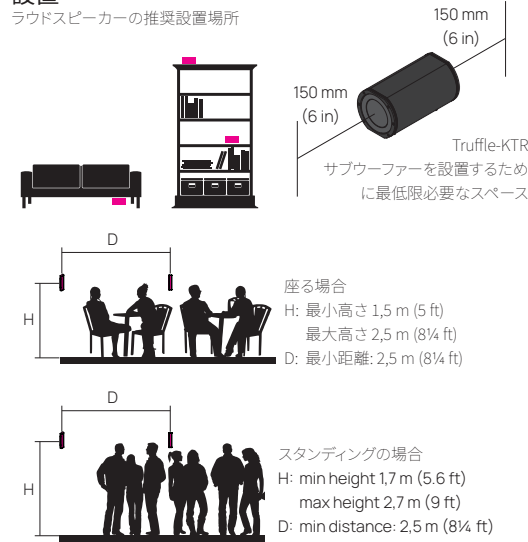 設置
ラウドスピーカーの推奨設置場所
150 mm
(6 in)
150 mm
(6 in)
Truffle-KTR
サブウーファーを設置するため
に最低限必要なスペース
D
H
座る場合
H: 最小高さ 1,5 m (5 ft)
最大高さ 2,5 m (8¼ ft)
D: 最小距離: 2,5 m (8¼ ft)
D
H
スタンディングの場合
H: min height 1,7 m (5.6 ft)
max height 2,7 m (9 ft)
D: min distance: 2,5 m (8¼ ft)